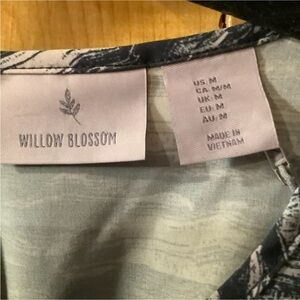 WILLOW BLOSSOM
US: M
CA: M/M
UK: M
EU: M
AU: M
MADE IN
VIETNAM